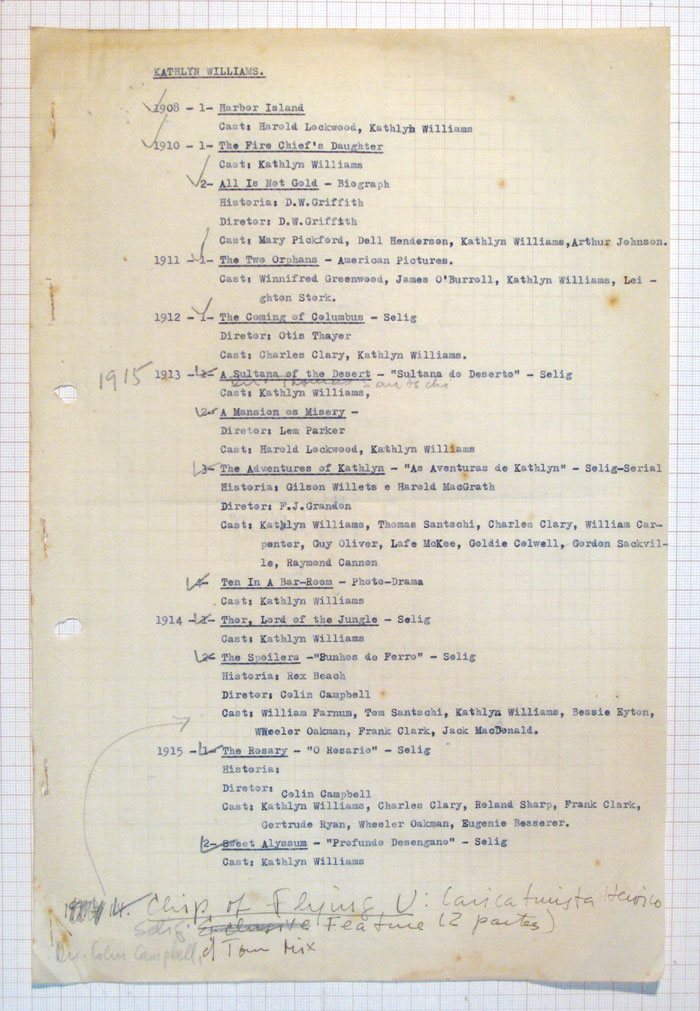 KATHLYN WILLIAMS.
1908 - 1- Harbor Island
Cast: Harold Lockwood, Kathlyn Williams
1910 - 1- The Fire Chief's Daughter
Cast: Kathlyn Williams
2- All Is Not Gold - Biograph
Historia: D.W.Griffith
Diretor: D.W.Griffith
Cast: Mary Pickford, Dell Henderson, Kathlyn Williams,Arthur Johnson.
1911 - 1- The Two Orphans - American Pictures.
Cast: Winnifred Greenwood, James O'Burrell, Kathlyn Williams, Lei -
ghton Stark.
1912 - 1- The Coming of Columbus - Selig
Diretor: Otis Thayer
Cast: Charles Clary, Kathlyn Williams.
1915
1913 - 1- A Sultana of the Desert - "Sultana do Deserto" - Selig
Dir. Thomas Santschi
Cast: Kathlyn Williams,
2- A Mansion os Misery -
Diretor: Lem Parker
Cast: Harold Lockwood, Kathlyn Williams
3- The Adventures of Kathlyn - "As Aventuras de Kathlyn" - Selig-Serial
Historia: Gilson Willets e Harold MacGrath
Diretor: F.J.Grandon
Cast: Kathlyn Williams, Thomas Santschi, Charles Clary, William Car-
penter, Guy Oliver, Lafe McKee, Goldie Colwell, Gordon Sackvil-
le, Raymond Cannon
4- Ten In A Bar-Room - Photo-Drama
Cast: Kathlyn Williams
1914 - 1- Thor, Lord of the Jungle - Selig
Cast: Kathlyn Williams
2- The Spoilers -"Bunhos de Ferro" - Selig
Historia: Rex Beach
Diretor: Colin Campbell
Cast: William Farnum, Tom Santschi, Kathlyn Williams, Bessie Eyton,
WHeeler Oakman, Frank Clark, Jack MacDonald.
1915 - 1- The Rosary - "O Rosario" - Selig
Historia:
Diretor: Colin Campbell
Cast: Kathlyn Williams, Charles Clary, Roland Sharp, Frank Clark,
Gertrude Ryan, Wheeler Oakman, Eugenie Besserer.
2- Sweet Alyssum - "Profundo Desengano" - Selig
Cast: Kathlyn Williams
14. Chip of Flying U: Caricaturista Heroico
Selig Exclusive Feature (2 partes)
Dir. Colin Campbell, d Tom Mix